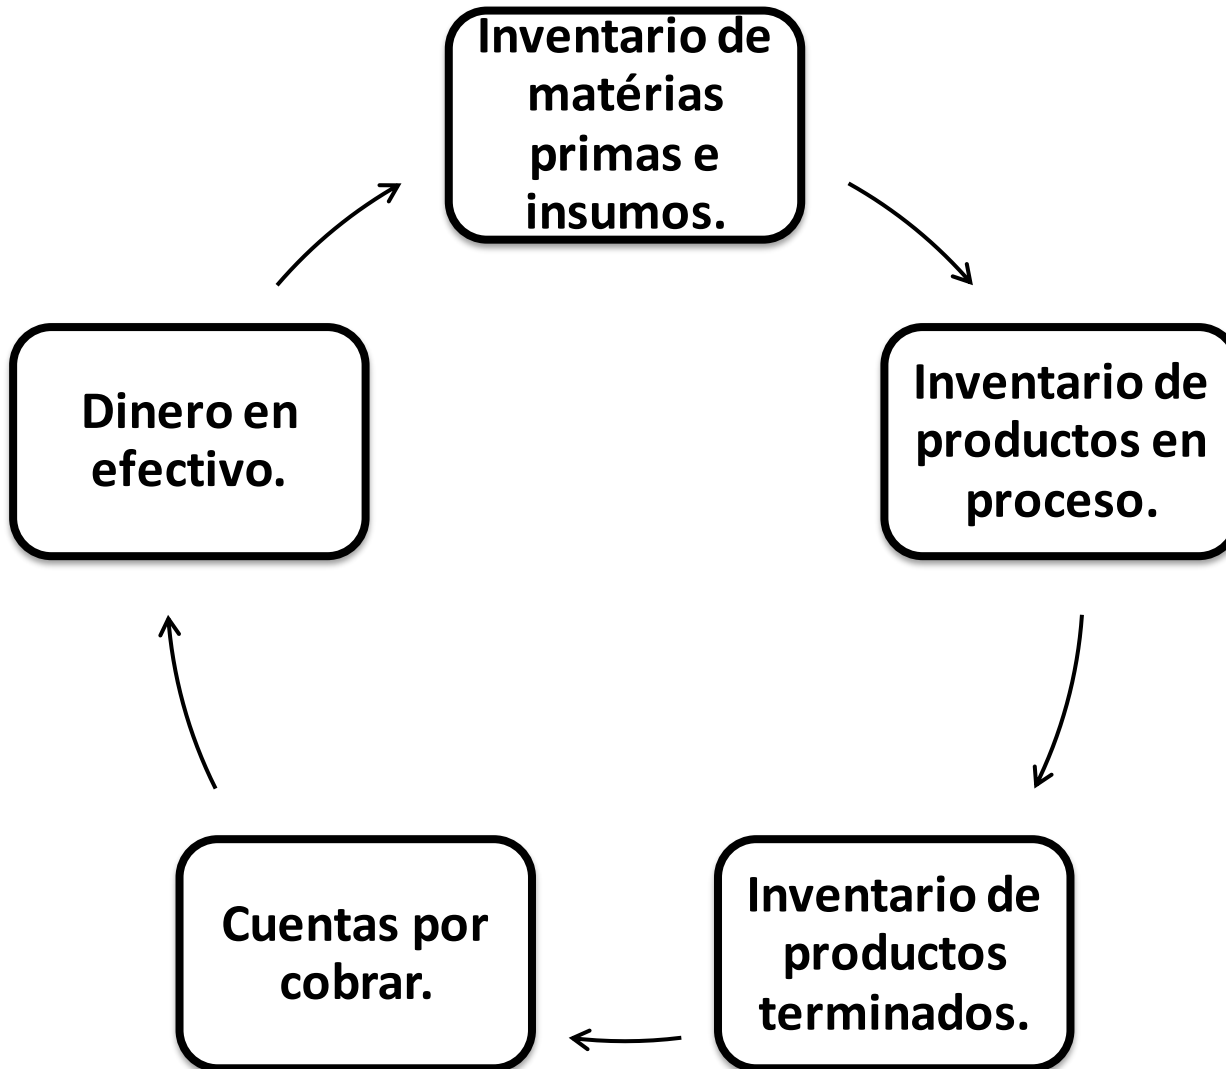 Inventario de
matérias
primas e
insumos.
Inventario de
productos en
proceso.
Inventario de
productos
terminados.
Cuentas por
cobrar.
Dinero en
efectivo.